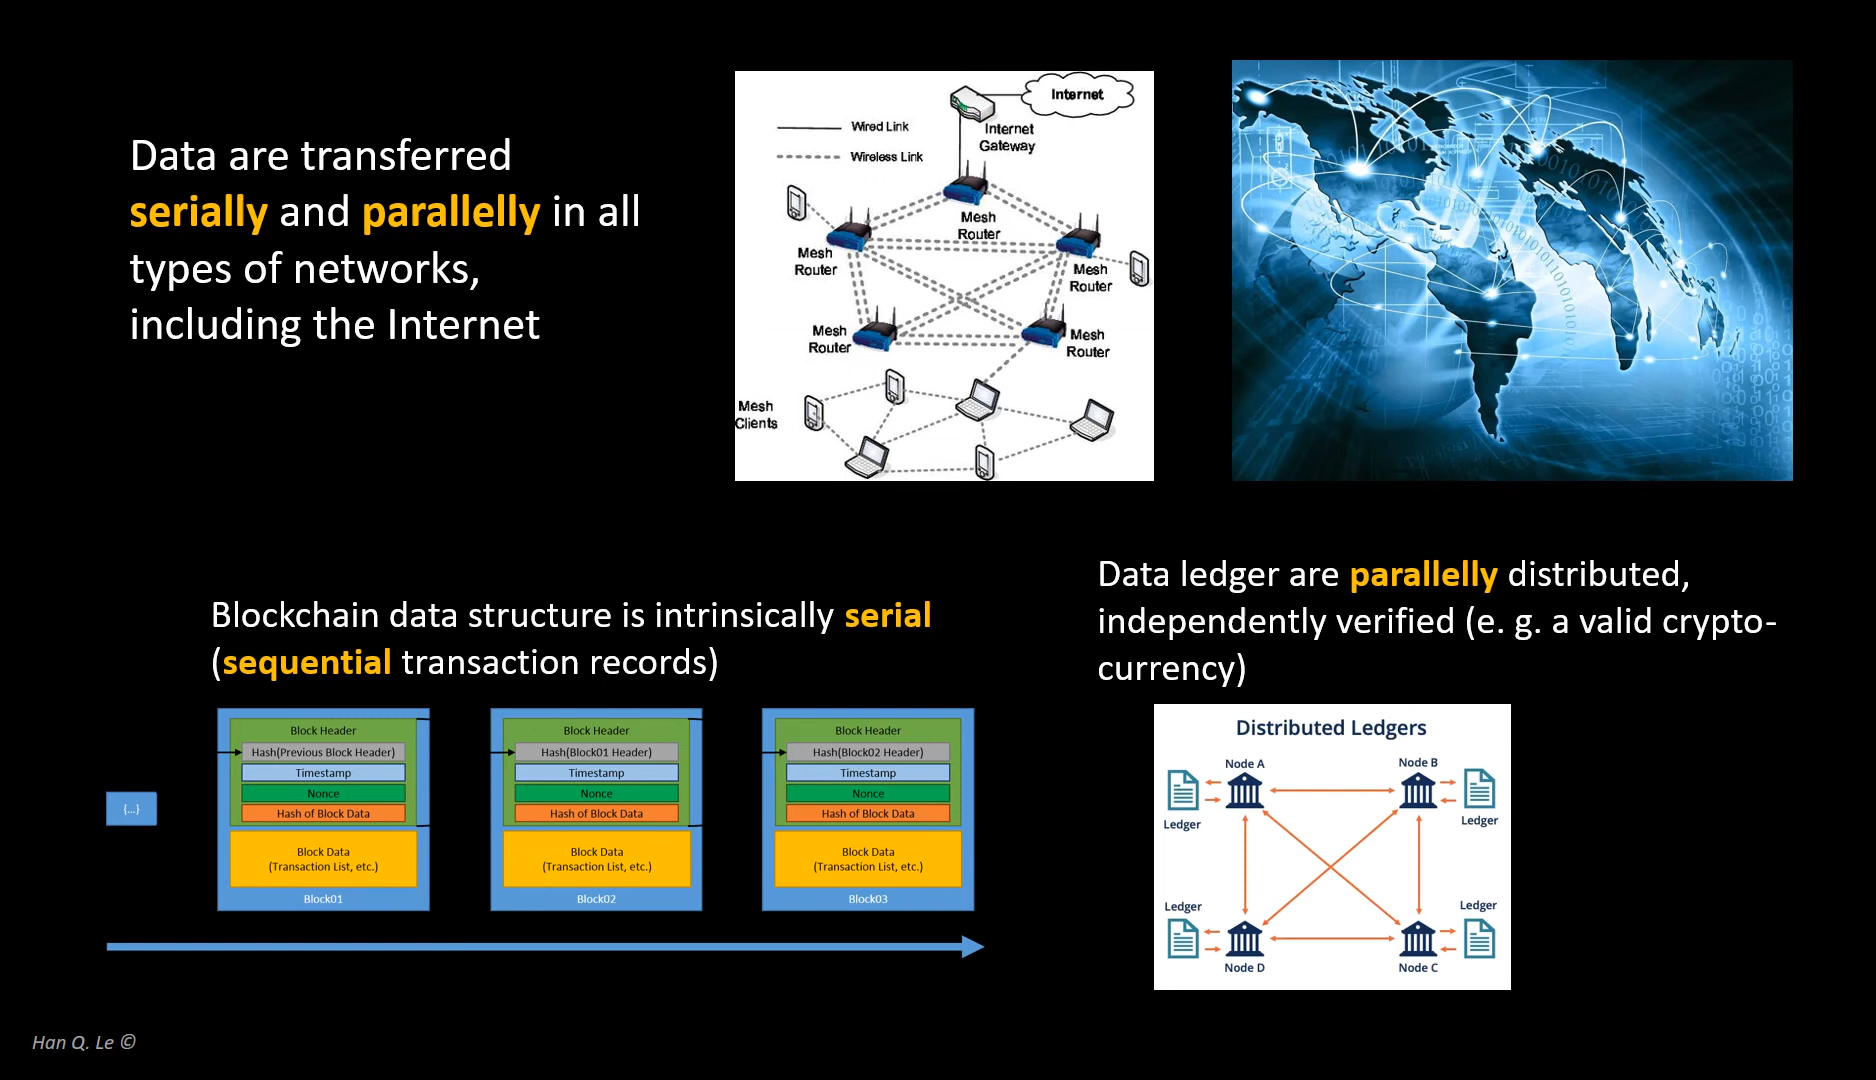 Data are transferred
serially and parallelly in all
types of networks,
including the Internet
Internet
Wired Link
Internet
Gateway
Wireless Link
Mesh
Router
Mesh
Router
Mesh
Router
Mesh
Router
Mesh
Router
Mesh
Clients
Blockchain data structure is intrinsically serial
(sequential transaction records)
{...}
Block Header
Hash(Previous Block Header)
Timestamp
Nonce
Hash of Block Data
Block Data
(Transaction List, etc.)
Block01
Block Header
Hash(Block01 Header)
Timestamp
Nonce
Hash of Block Data
Block Data
(Transaction List, etc.)
Block02
Block Header
Hash(Block02 Header)
Timestamp
Nonce
Hash of Block Data
Block Data
(Transaction List, etc.)
Block03
Data ledger are parallelly distributed,
independently verified (e. g. a valid crypto-
currency)
Distributed Ledgers
Node A
Node B
Ledger
Ledger
Ledger
Ledger
Node D
Node C
Han Q. Le ©